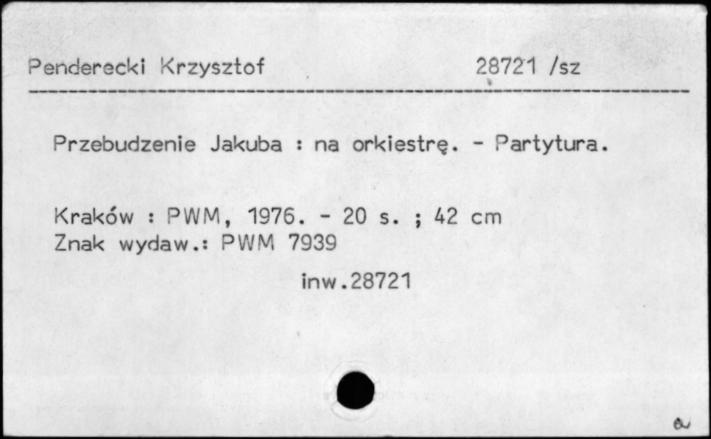 Penderecki Krzysztof 28721 /sz
Przebudzenie Jakuba : na orkiestrę. - Partytura.
Kraków : PWM, 1976. - 20 s. ; 42 cm
Znak wydaw.: PWM 7939
inw.28721